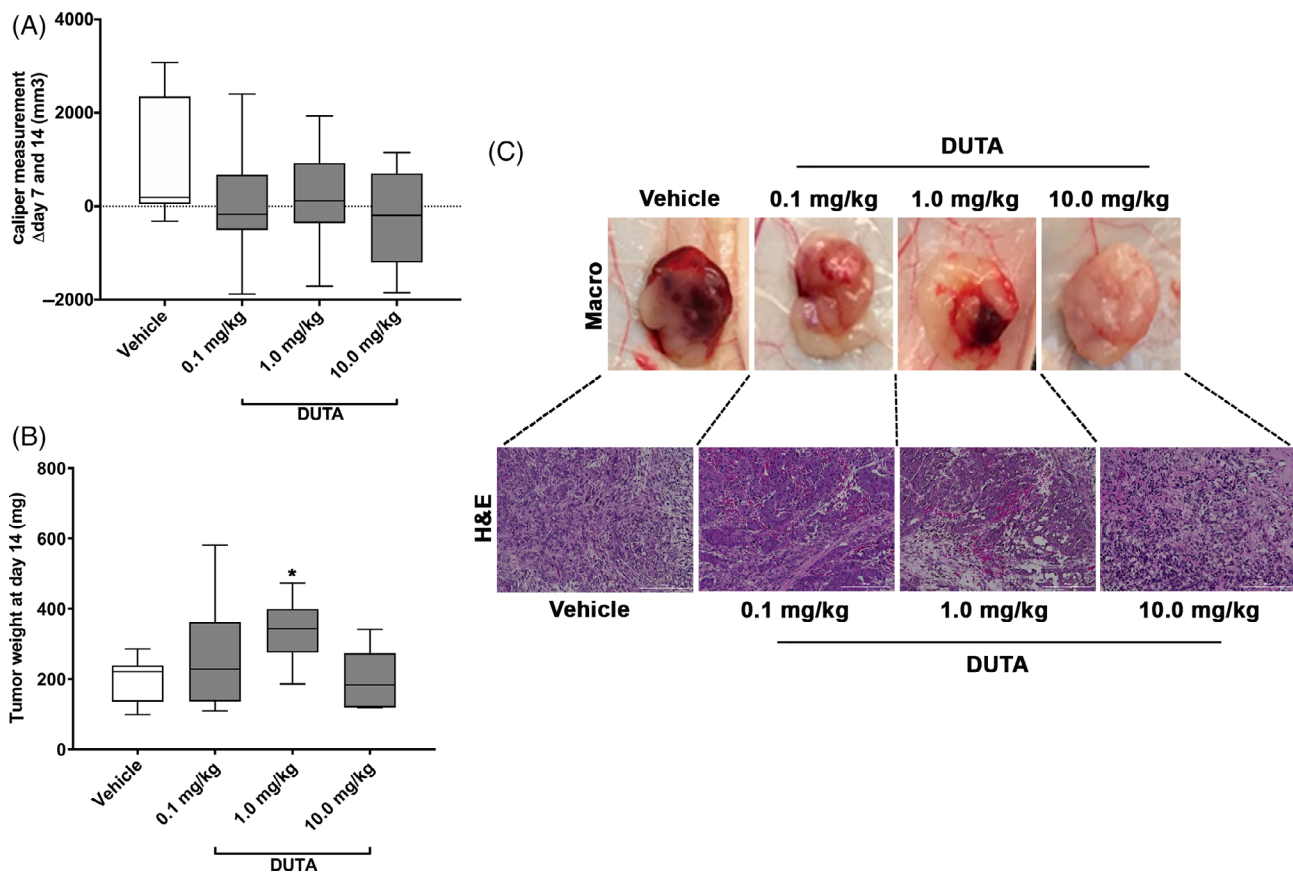 (A)
caliper measurement
Δday 7 and 14 (mm3)
4000
2000
0
–2000
Vehicle
0.1 mg/kg
1.0 mg/kg
10.0 mg/kg
DUTA
(B)
Tumor weight at day 14 (mg)
800
600
400
200
0
*
Vehicle
0.1 mg/kg
1.0 mg/kg
10.0 mg/kg
DUTA
(C)
DUTA
Vehicle 0.1 mg/kg 1.0 mg/kg 10.0 mg/kg
Macro
H&E
Vehicle 0.1 mg/kg 1.0 mg/kg 10.0 mg/kg
DUTA